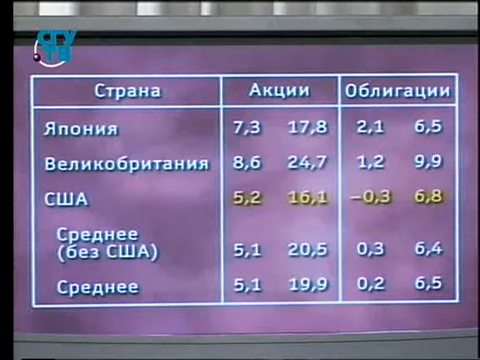 СГУ
ТВ
Страна Акции Облигации
Япония 7,3 17,8 2,1 6,5
Великобритания 8,6 24,7 1,2 9,9
США 5,2 16,1 –0,3 6,8
Среднее
(без США) 5,1 20,5 0,3 6,4
Среднее 5,1 19,9 0,2 6,5